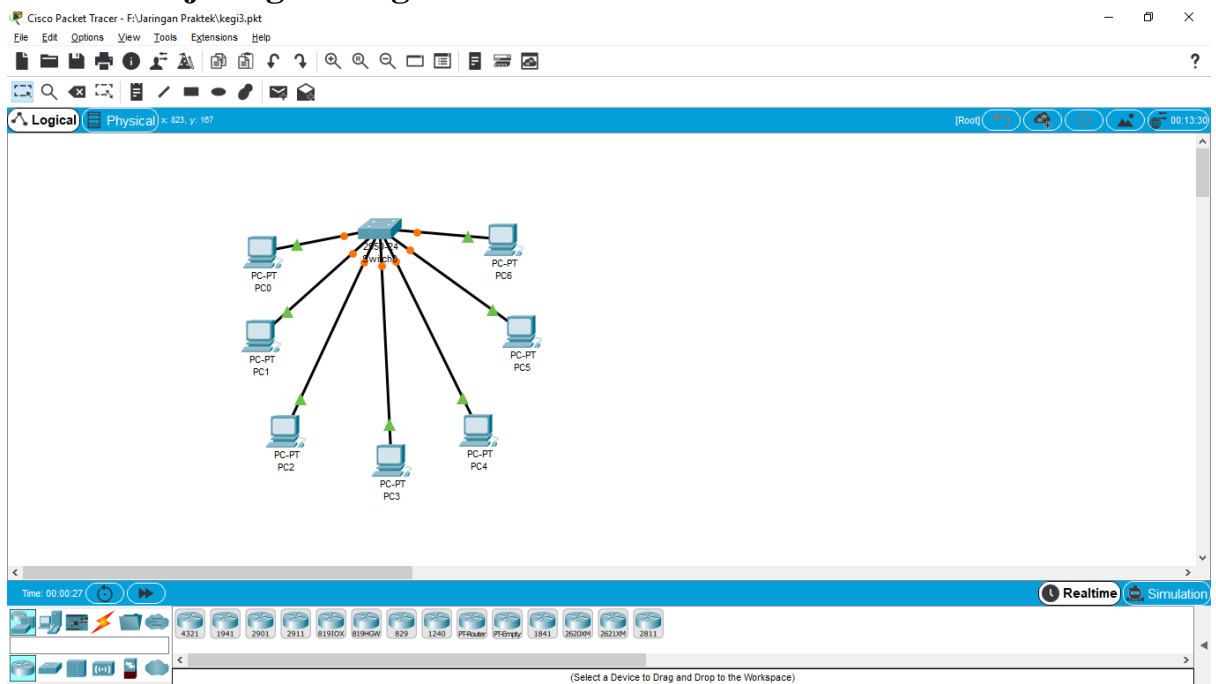 Cisco Packet Tracer - F:\Jaringan Praktek\kegi3.pkt
File Edit Options View Tools Extensions Help
?
Logical Physical x: 823, y: 167 [Root] 00:13:30
2950-24
Switch0
PC-PT
PC0
PC-PT
PC6
PC-PT
PC1
PC-PT
PC5
PC-PT
PC2
PC-PT
PC4
PC-PT
PC3
Time: 00:00:27 Realtime Simulation
4321 1941 2901 2911 819IOX 819HGW 829 1240 PT-Router PT-Empty 1841 2620XM 2621XM 2811
(Select a Device to Drag and Drop to the Workspace)